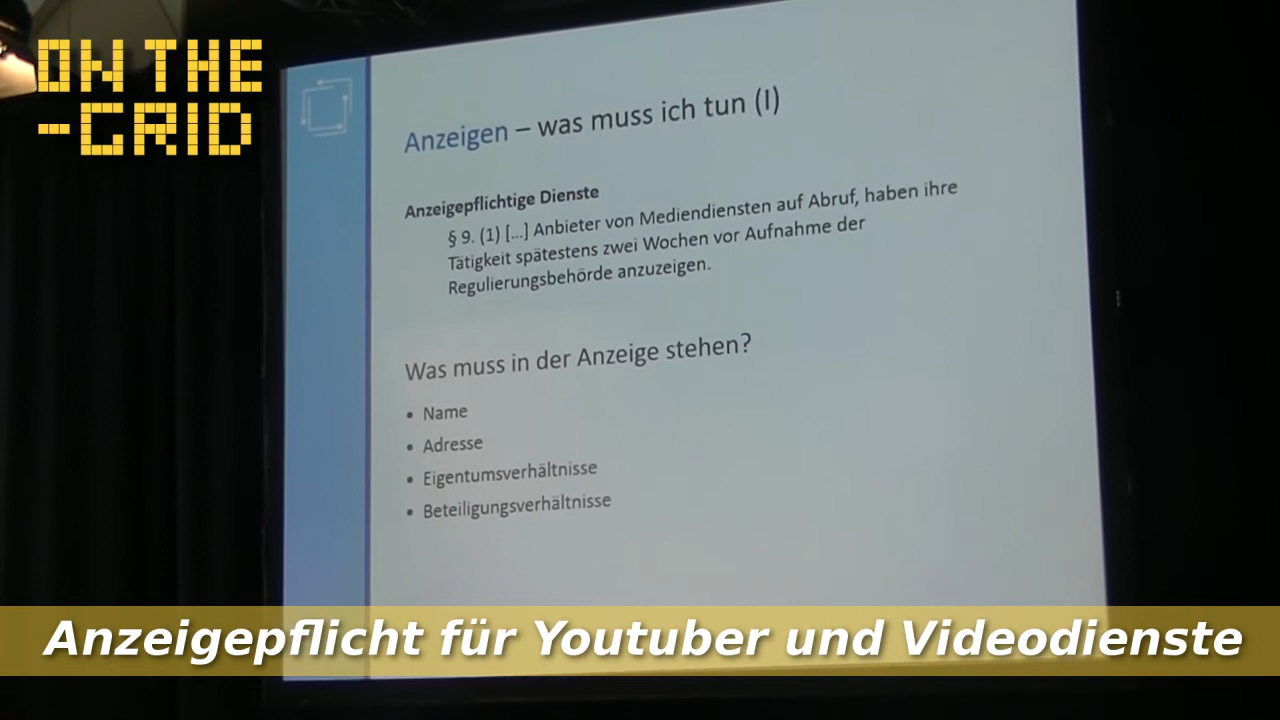 ON THE
-GRID
Anzeigen – was muss ich tun (I)
Anzeigepflichtige Dienste
§ 9. (1) [...] Anbieter von Mediendiensten auf Abruf, haben ihre
Tätigkeit spätestens zwei Wochen vor Aufnahme der
Regulierungsbehörde anzuzeigen.
Was muss in der Anzeige stehen?
• Name
• Adresse
• Eigentumsverhältnisse
• Beteiligungsverhältnisse
Anzeigepflicht für Youtuber und Videodienste